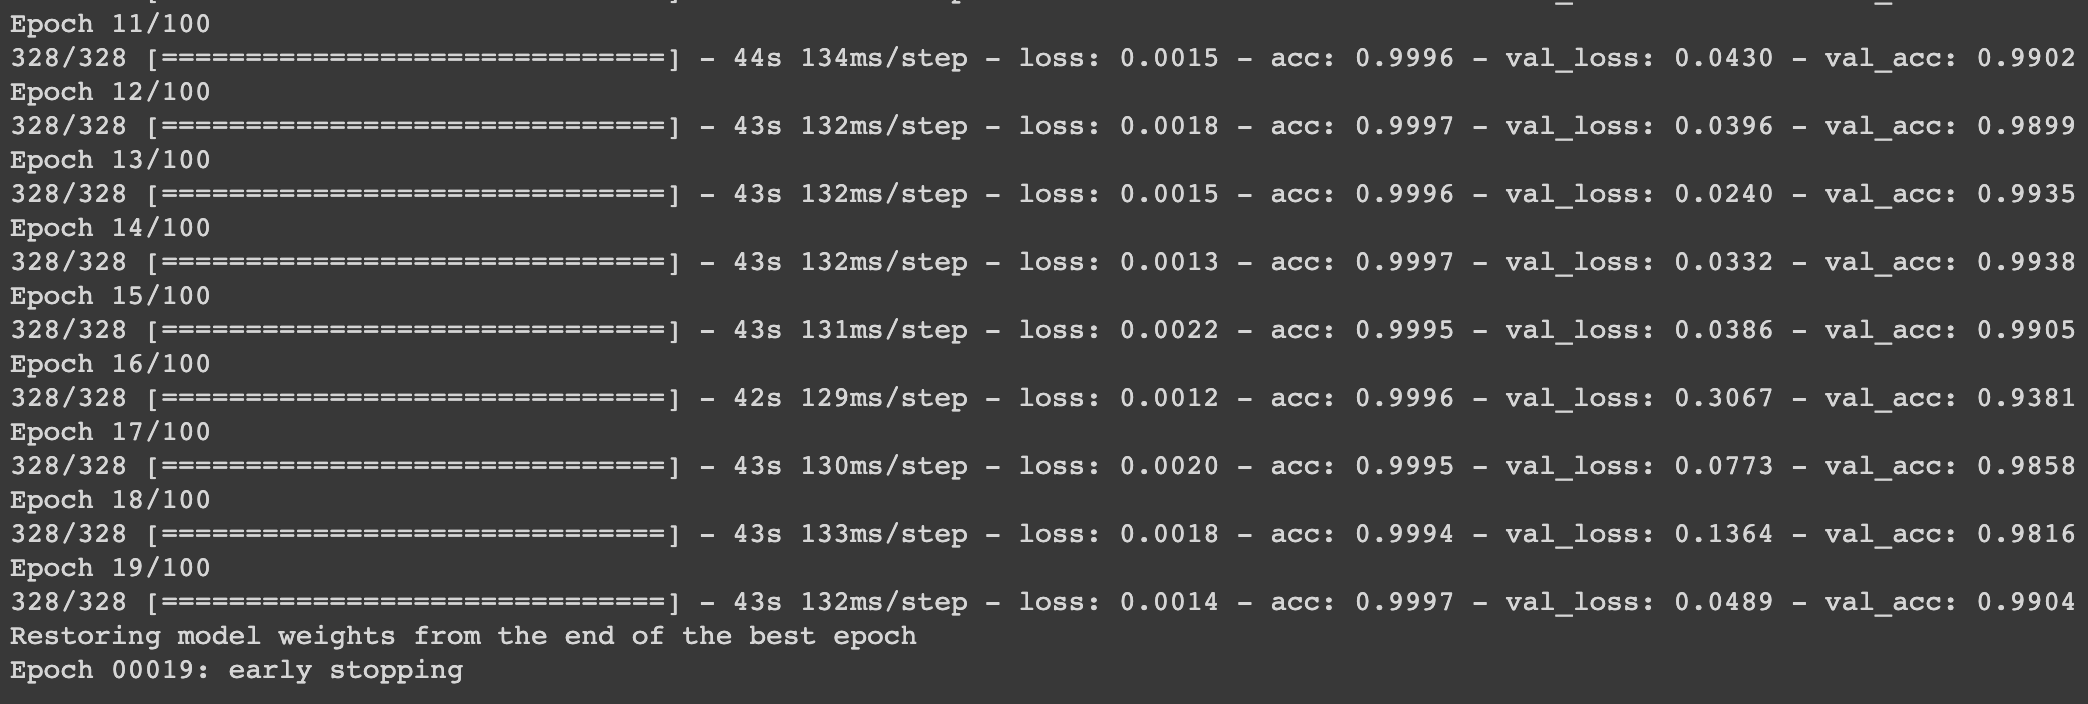 Epoch 11/100
328/328 [==============================] - 44s 134ms/step - loss: 0.0015 - acc: 0.9996 - val_loss: 0.0430 - val_acc: 0.9902
Epoch 12/100
328/328 [==============================] - 43s 132ms/step - loss: 0.0018 - acc: 0.9997 - val_loss: 0.0396 - val_acc: 0.9899
Epoch 13/100
328/328 [==============================] - 43s 132ms/step - loss: 0.0015 - acc: 0.9996 - val_loss: 0.0240 - val_acc: 0.9935
Epoch 14/100
328/328 [==============================] - 43s 132ms/step - loss: 0.0013 - acc: 0.9997 - val_loss: 0.0332 - val_acc: 0.9938
Epoch 15/100
328/328 [==============================] - 43s 131ms/step - loss: 0.0022 - acc: 0.9995 - val_loss: 0.0386 - val_acc: 0.9905
Epoch 16/100
328/328 [==============================] - 42s 129ms/step - loss: 0.0012 - acc: 0.9996 - val_loss: 0.3067 - val_acc: 0.9381
Epoch 17/100
328/328 [==============================] - 43s 130ms/step - loss: 0.0020 - acc: 0.9995 - val_loss: 0.0773 - val_acc: 0.9858
Epoch 18/100
328/328 [==============================] - 43s 133ms/step - loss: 0.0018 - acc: 0.9994 - val_loss: 0.1364 - val_acc: 0.9816
Epoch 19/100
328/328 [==============================] - 43s 132ms/step - loss: 0.0014 - acc: 0.9997 - val_loss: 0.0489 - val_acc: 0.9904
Restoring model weights from the end of the best epoch
Epoch 00019: early stopping